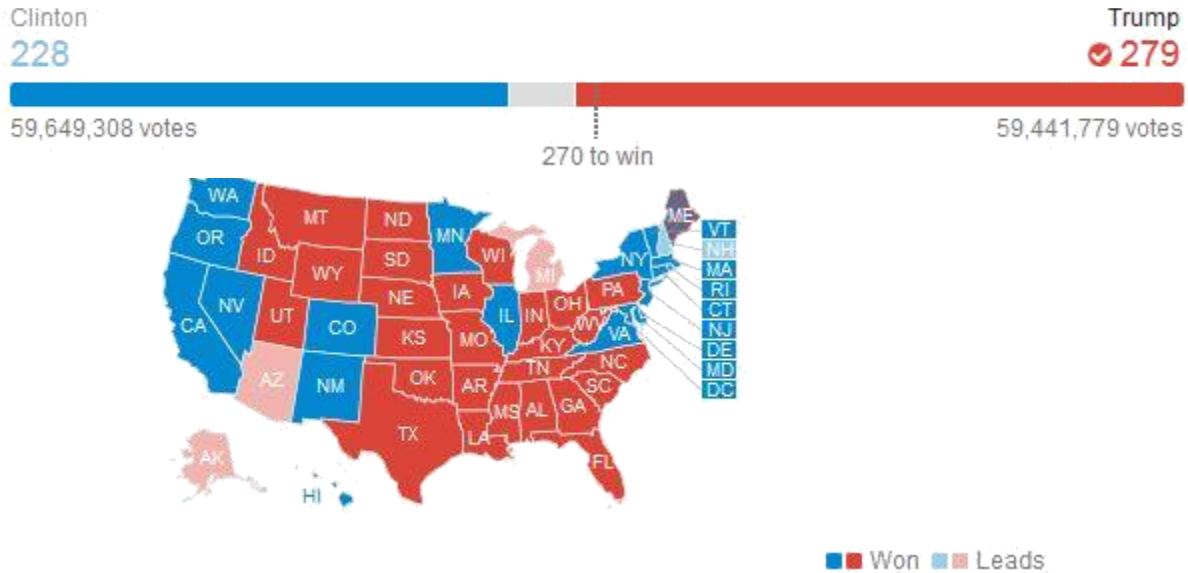 Clinton
Trump
228
279
59,649,308 votes
59,441,779 votes
270 to win
WA
MT
ND
MN
ME
VT
OR
ID
WI
NY
NH
SD
MI
MA
WY
RI
NE
IA
PA
NV
IL
IN
OH
CT
UT
CO
WV
NJ
CA
KS
MO
KY
VA
DE
AZ
NM
OK
TN
NC
MD
AR
SC
DC
MS
AL
GA
TX
LA
AK
FL
HI
Won
Leads